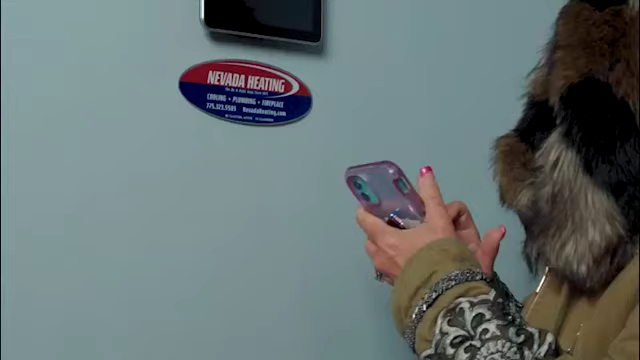 NEVADA HEATING
COOLING • PLUMBING • FIREPLACE
775.323.5585 NevadaHeating.com